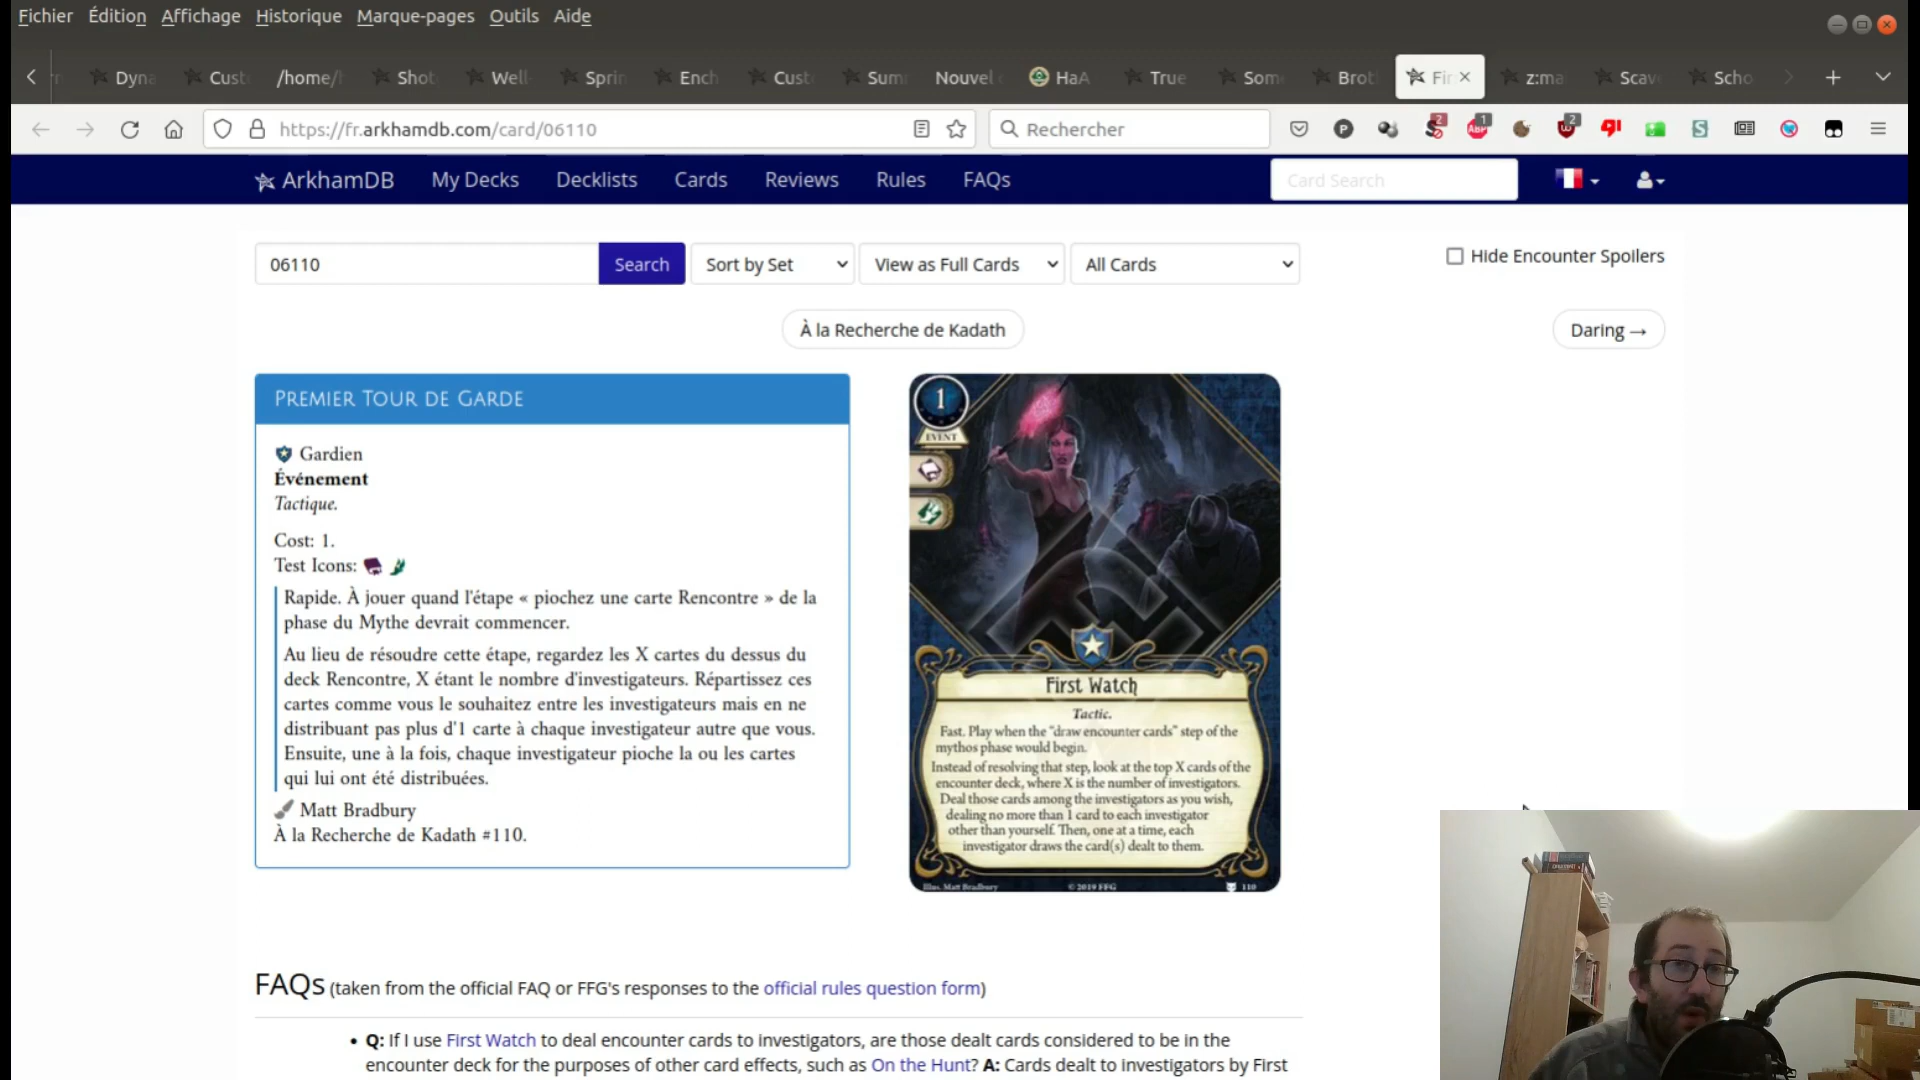 Fichier Édition Affichage Historique Marque-pages Outils Aide
Dyna Cust /home/ Shot Well Sprin Ench Cust Sum Nouvel HaA True Som Brot Fir z:ma Scav Scho
https://fr.arkhamdb.com/card/06110
Rechercher
ArkhamDB My Decks Decklists Cards Reviews Rules FAQs
Card Search
06110
Search
Sort by Set
View as Full Cards
All Cards
Hide Encounter Spoilers
À la Recherche de Kadath
Daring →
Premier Tour de Garde
Gardien
Événement
Tactique.
Cost: 1.
Test Icons:
Rapide. À jouer quand l'étape « piochez une carte Rencontre » de la
phase du Mythe devrait commencer.
Au lieu de résoudre cette étape, regardez les X cartes du dessus du
deck Rencontre, X étant le nombre d'investigateurs. Répartissez ces
cartes comme vous le souhaitez entre les investigateurs mais en ne
distribuant pas plus d'1 carte à chaque investigateur autre que vous.
Ensuite, une à la fois, chaque investigateur pioche la ou les cartes
qui lui ont été distribuées.
Matt Bradbury
À la Recherche de Kadath #110.
1
EVENT
First Watch
Tactic.
Fast. Play when the "draw encounter cards" step of the
mythos phase would begin.
Instead of resolving that step, look at the top X cards of the
encounter deck, where X is the number of investigators.
Deal those cards among the investigators as you wish,
dealing no more than 1 card to each investigator
other than yourself. Then, one at a time, each
investigator draws the card(s) dealt to them.
Illus. Matt Bradbury
© 2019 FFG
110
FAQs (taken from the official FAQ or FFG's responses to the official rules question form)
• Q: If I use First Watch to deal encounter cards to investigators, are those dealt cards considered to be in the
encounter deck for the purposes of other card effects, such as On the Hunt? A: Cards dealt to investigators by First